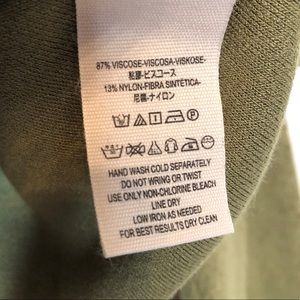 87% VISCOSE-VISCOSA-VISKOSE-
粘膠-ビスコース
13% NYLON-FIBRA SINTÉTICA-
尼龍-ナイロン
HAND WASH COLD SEPARATELY
DO NOT WRING OR TWIST
USE ONLY NON-CHLORINE BLEACH
LINE DRY
LOW IRON AS NEEDED
FOR BEST RESULTS DRY CLEAN